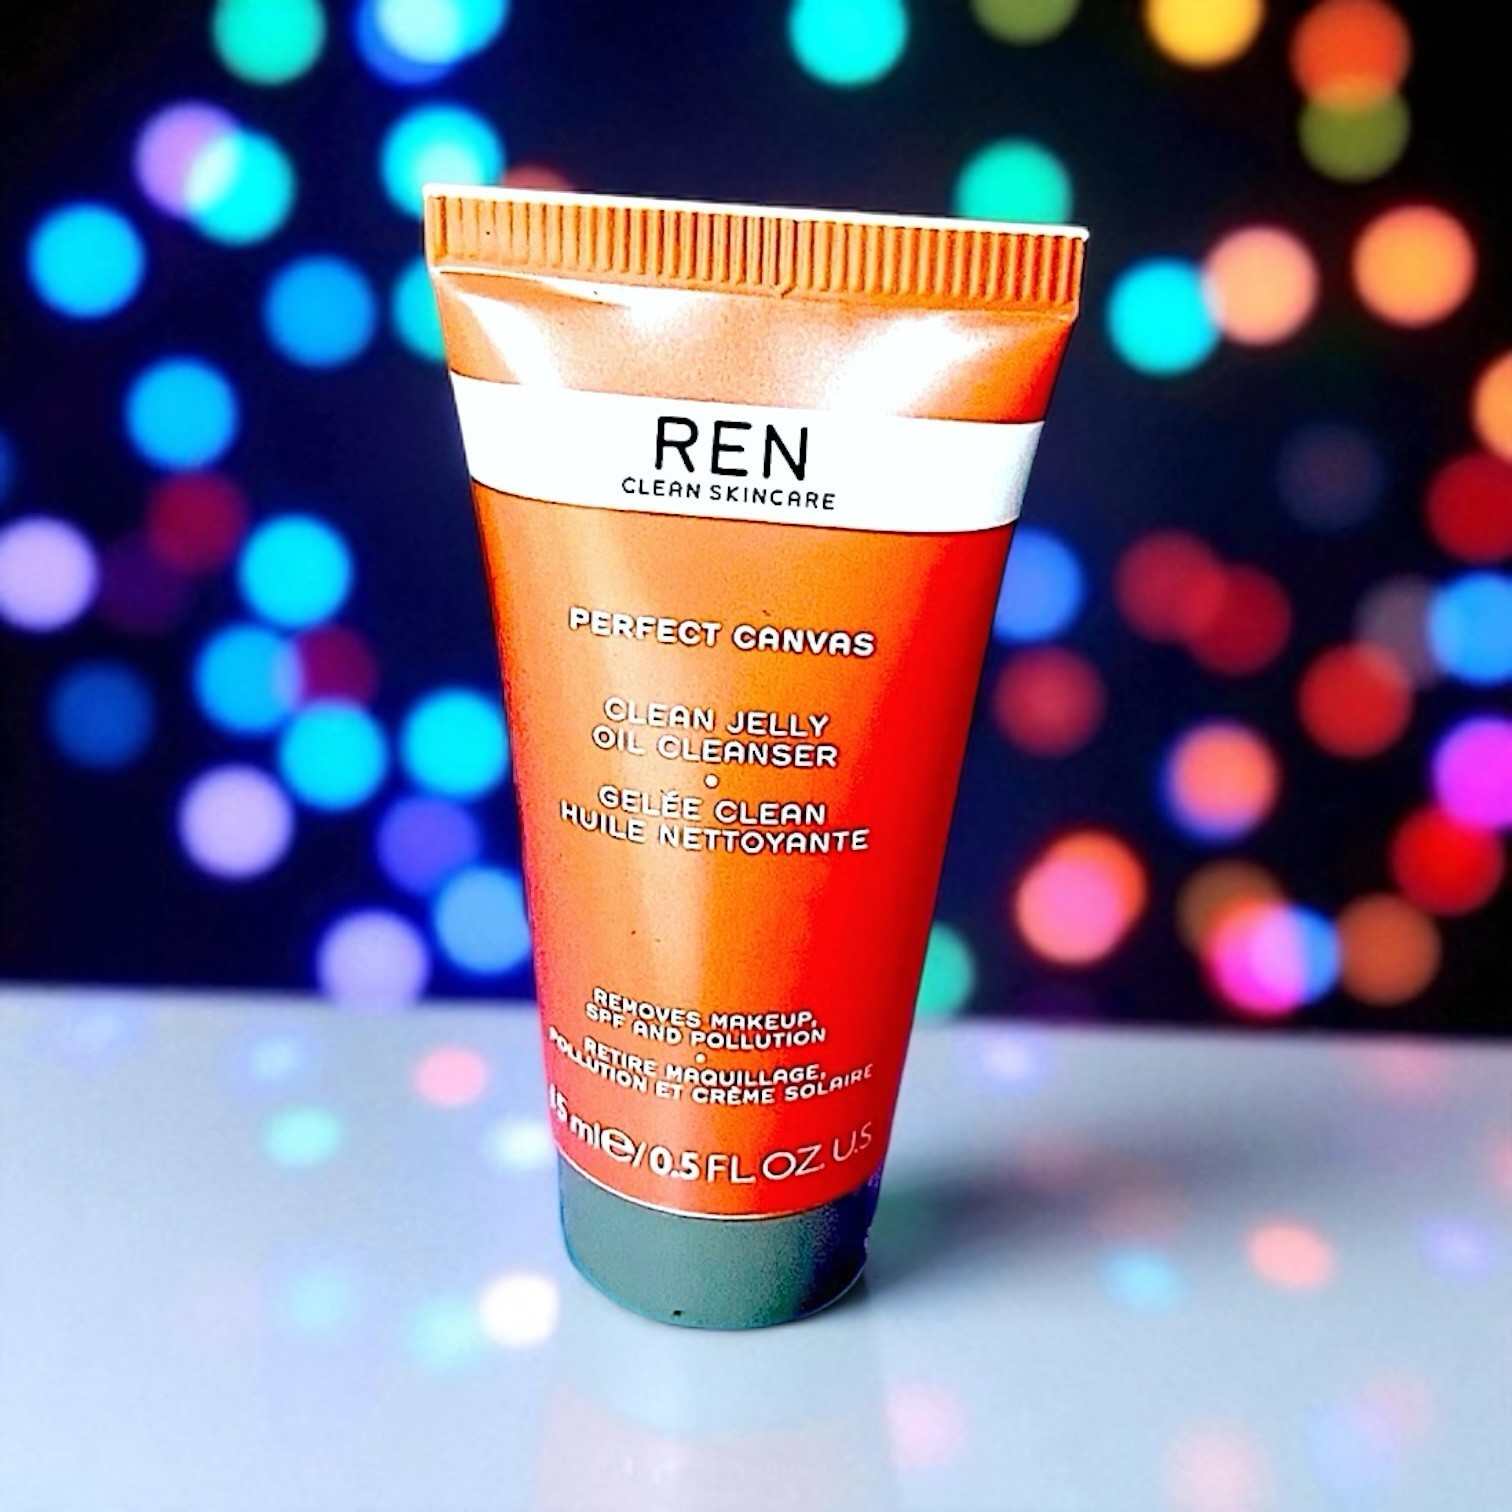 REN
CLEAN SKINCARE
PERFECT CANVAS
CLEAN JELLY
OIL CLEANSER
•
GELÉE CLEAN
HUILE NETTOYANTE
REMOVES MAKEUP,
SPF AND POLLUTION
•
RETIRE MAQUILLAGE,
POLLUTION ET CRÈME SOLAIRE
15 ml e / 0.5 FL OZ U.S